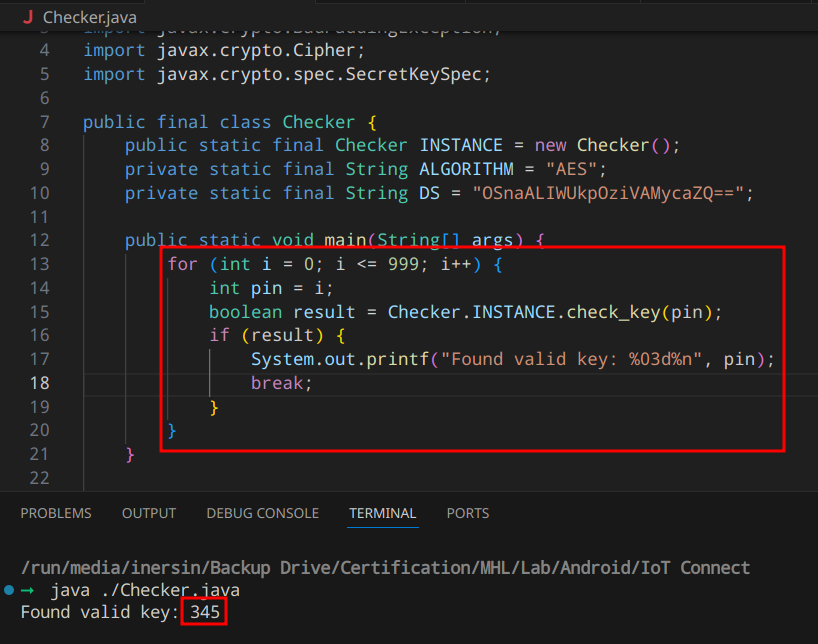 J Checker.java
3 import javax.crypto.BadPaddingException;
4 import javax.crypto.Cipher;
5 import javax.crypto.spec.SecretKeySpec;
6
7 public final class Checker {
8 public static final Checker INSTANCE = new Checker();
9 private static final String ALGORITHM = "AES";
10 private static final String DS = "OSnaALIWUkpOziVAMycaZQ==";
11
12 public static void main(String[] args) {
13 for (int i = 0; i <= 999; i++) {
14 int pin = i;
15 boolean result = Checker.INSTANCE.check_key(pin);
16 if (result) {
17 System.out.printf("Found valid key: %03d%n", pin);
18 break;
19 }
20 }
21 }
22
PROBLEMS OUTPUT DEBUG CONSOLE TERMINAL PORTS
/run/media/inersin/Backup Drive/Certification/MHL/Lab/Android/IoT Connect
→ java ./Checker.java
Found valid key: 345